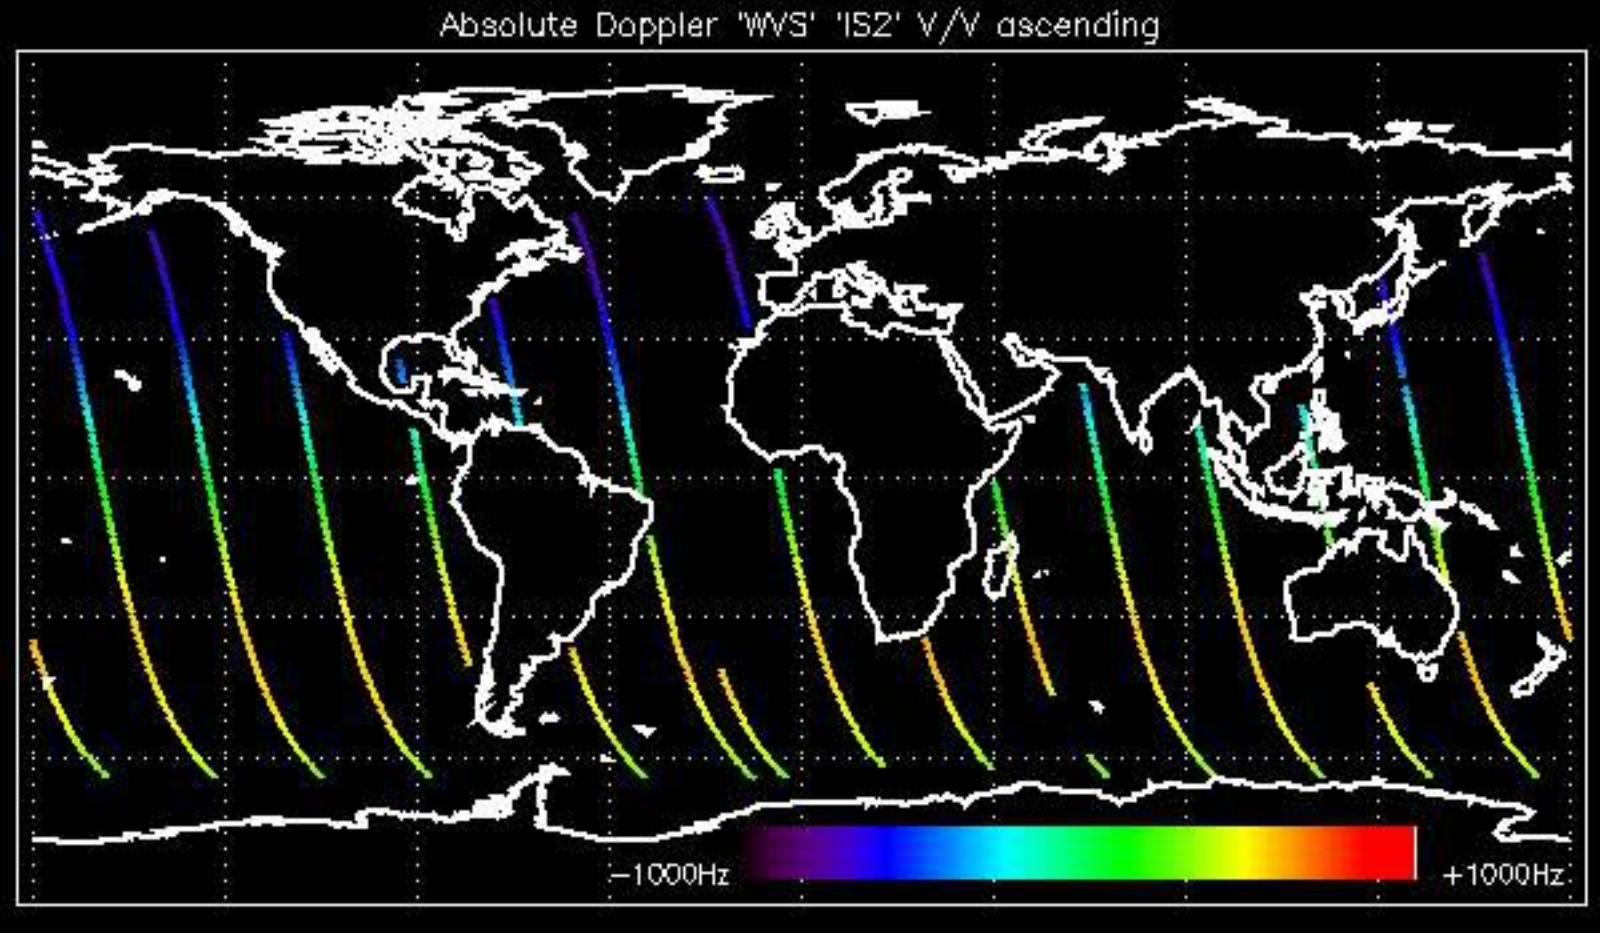 Absolute Doppler 'WVS' 'IS2' V/V ascending
−1000Hz +1000Hz